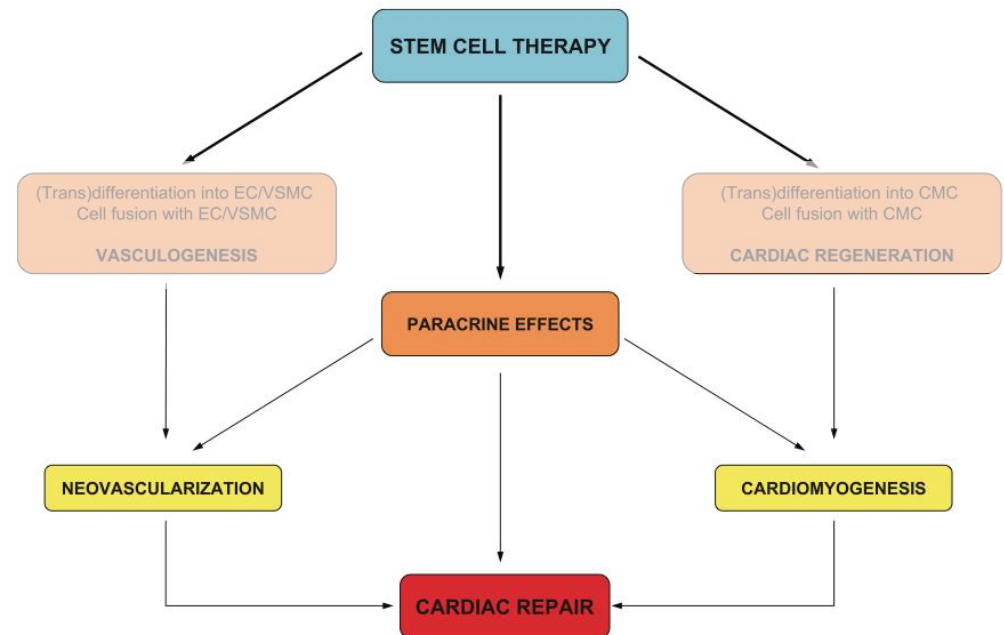 STEM CELL THERAPY
(Trans)differentiation into EC/VSMC
Cell fusion with EC/VSMC
VASCULOGENESIS
(Trans)differentiation into CMC
Cell fusion with CMC
CARDIAC REGENERATION
PARACRINE EFFECTS
NEOVASCULARIZATION
CARDIOMYOGENESIS
CARDIAC REPAIR